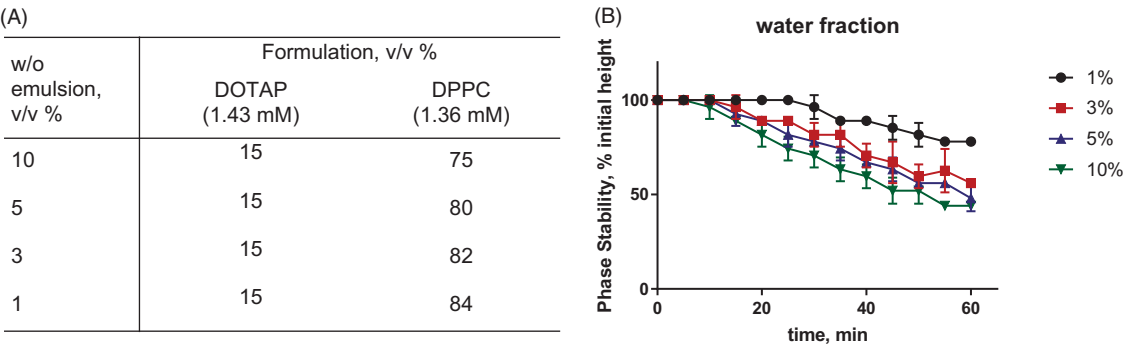 (A)
w/o emulsion, v/v %
Formulation, v/v %
DOTAP (1.43 mM)
DPPC (1.36 mM)
10 15 75
5 15 80
3 15 82
1 15 84
(B)
water fraction
Phase Stability, % initial height
100
50
0
0 20 40 60
time, min
1%
3%
5%
10%